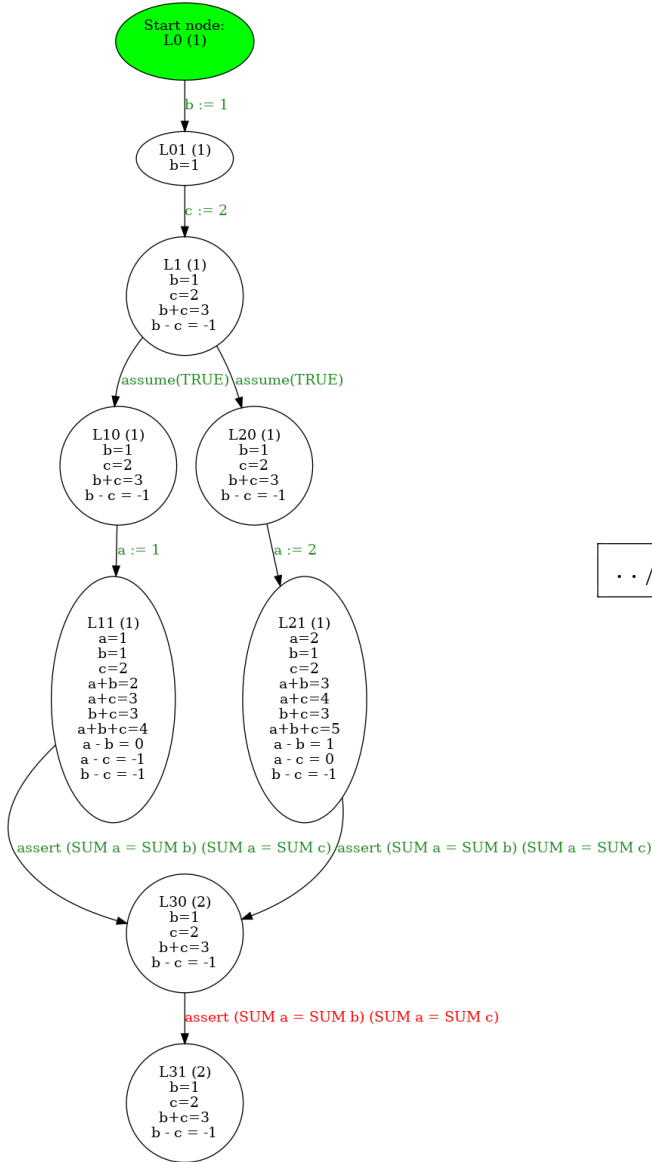 Start node:
L0 (1)
b := 1
L01 (1)
b=1
c := 2
L1 (1)
b=1
c=2
b+c=3
b - c = -1
assume(TRUE) assume(TRUE)
L10 (1)
b=1
c=2
b+c=3
b - c = -1
L20 (1)
b=1
c=2
b+c=3
b - c = -1
a := 1
a := 2
L11 (1)
a=1
b=1
c=2
a+b=2
a+c=3
b+c=3
a+b+c=4
a - b = 0
a - c = -1
b - c = -1
L21 (1)
a=2
b=1
c=2
a+b=3
a+c=4
b+c=3
a+b+c=5
a - b = 1
a - c = 0
b - c = -1
../
assert (SUM a = SUM b) (SUM a = SUM c)
assert (SUM a = SUM b) (SUM a = SUM c)
L30 (2)
b=1
c=2
b+c=3
b - c = -1
assert (SUM a = SUM b) (SUM a = SUM c)
L31 (2)
b=1
c=2
b+c=3
b - c = -1